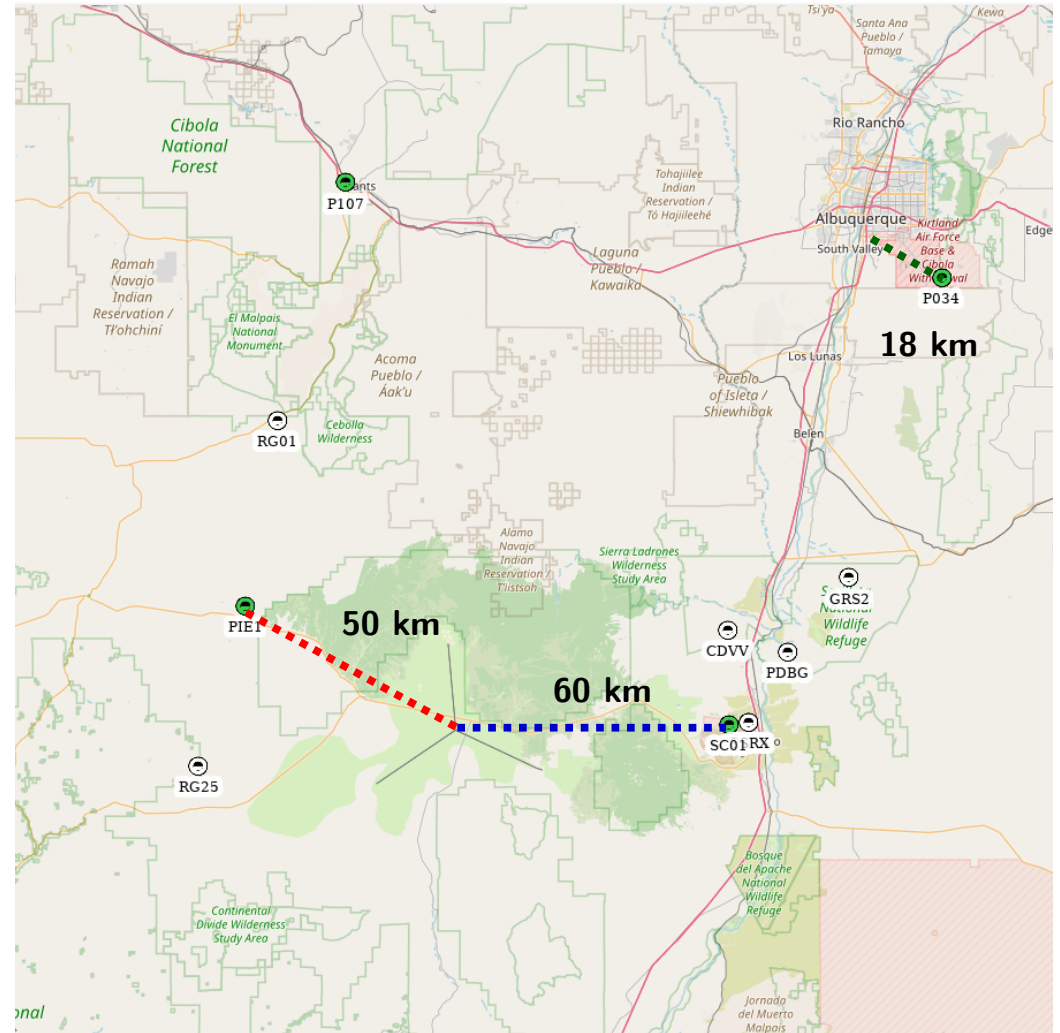 Tsi'ya
Kewa
Santa Ana
Pueblo /
Tamaya
Rio Rancho
Cibola
National
Forest
Tohajiilee
Indian
Reservation /
Tó Hajiileehé
ants
P107
Albuquerque
South Valley
Kirtland
Air Force
Base &
Cibola
With wal
Edge
P034
Laguna
Pueblo /
Kawaika
Ramah
Navajo
Indian
Reservation /
Tł'ohchiní
El Malpais
National
Monument
18 km
Los Lunas
Acoma
Pueblo /
Áak'u
Pueblo
of Isleta /
Shiewhibak
RG01
Cebolla
Wilderness
Belen
Alamo
Navajo
Indian
Reservation /
T'iistsoh
Sierra Ladrones
Wilderness
Study Area
GRS2
National
Wildlife
Refuge
PIE1
50 km
CDVV
PDBG
60 km
SC01
RX
o
RG25
Bosque
del Apache
National
Wildlife
Refuge
Continental
Divide Wilderness
Study Area
Jornada
del Muerto
Malpais
onal